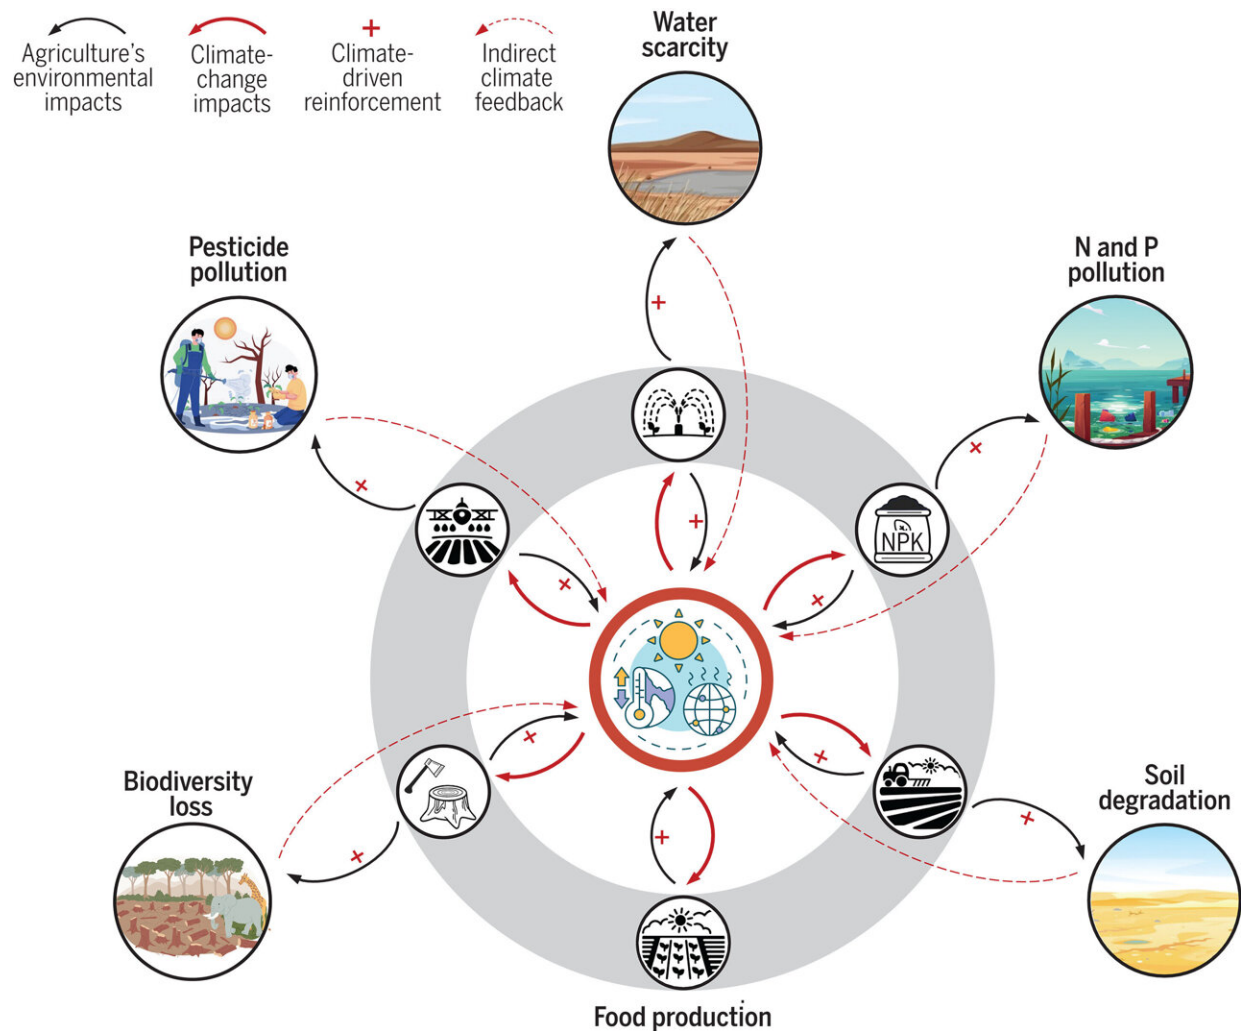 Agriculture's
environmental
impacts
Climate-
change
impacts
+
Climate-
driven
reinforcement
Indirect
climate
feedback
Water
scarcity
Pesticide
pollution
N and P
pollution
+
+
+
+
NPK
+
+
+
+
Biodiversity
loss
+
+
Soil
degradation
+
Food production